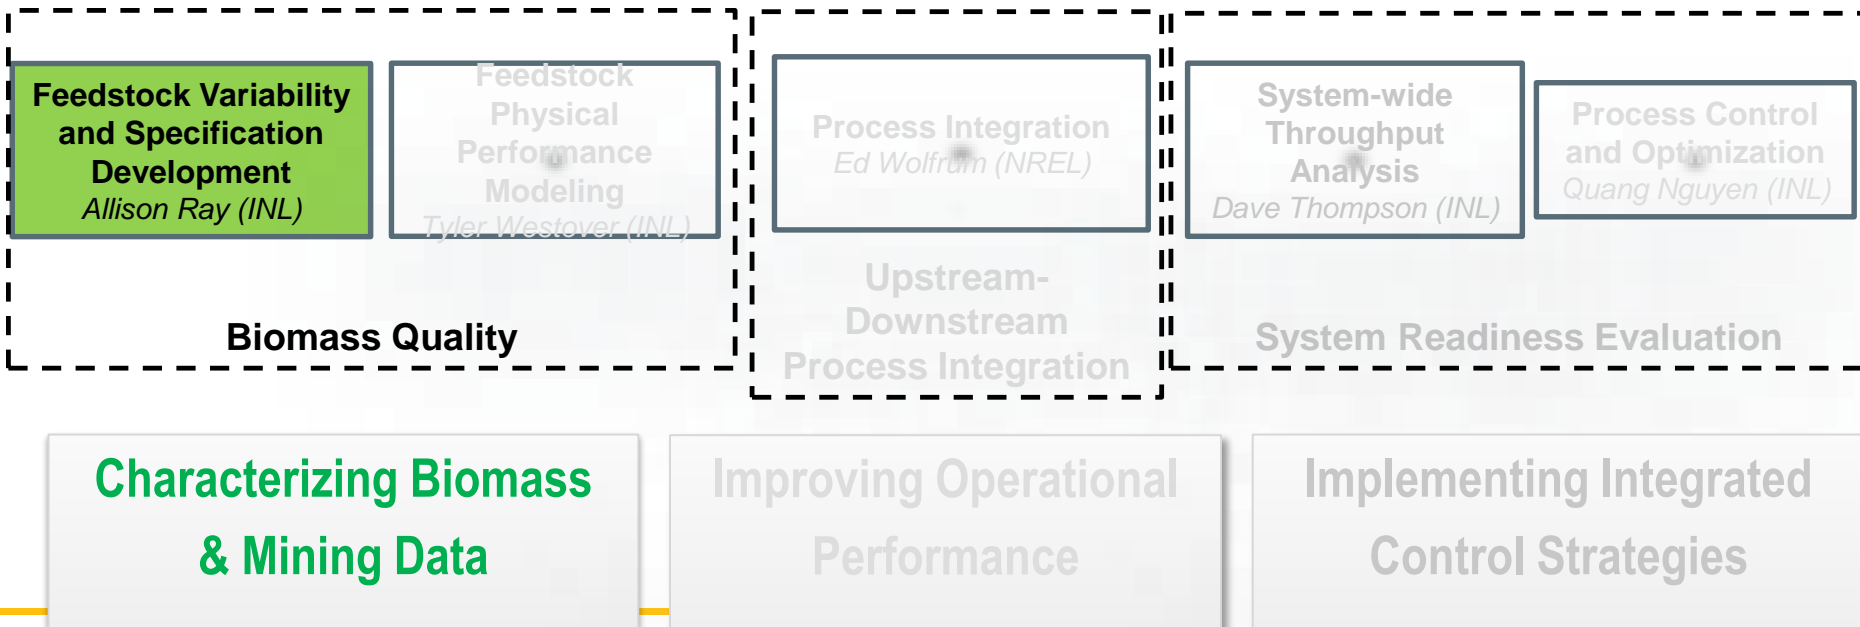 Feedstock Variability
and Specification
Development
Allison Ray (INL)
Feedstock
Physical
Performance
Modeling
Tyler Westover (INL)
Biomass Quality
Process Integration
Ed Wolfrum (NREL)
Upstream-
Downstream
Process Integration
System-wide
Throughput
Analysis
Dave Thompson (INL)
Process Control
and Optimization
Quang Nguyen (INL)
System Readiness Evaluation
Characterizing Biomass
& Mining Data
Improving Operational
Performance
Implementing Integrated
Control Strategies